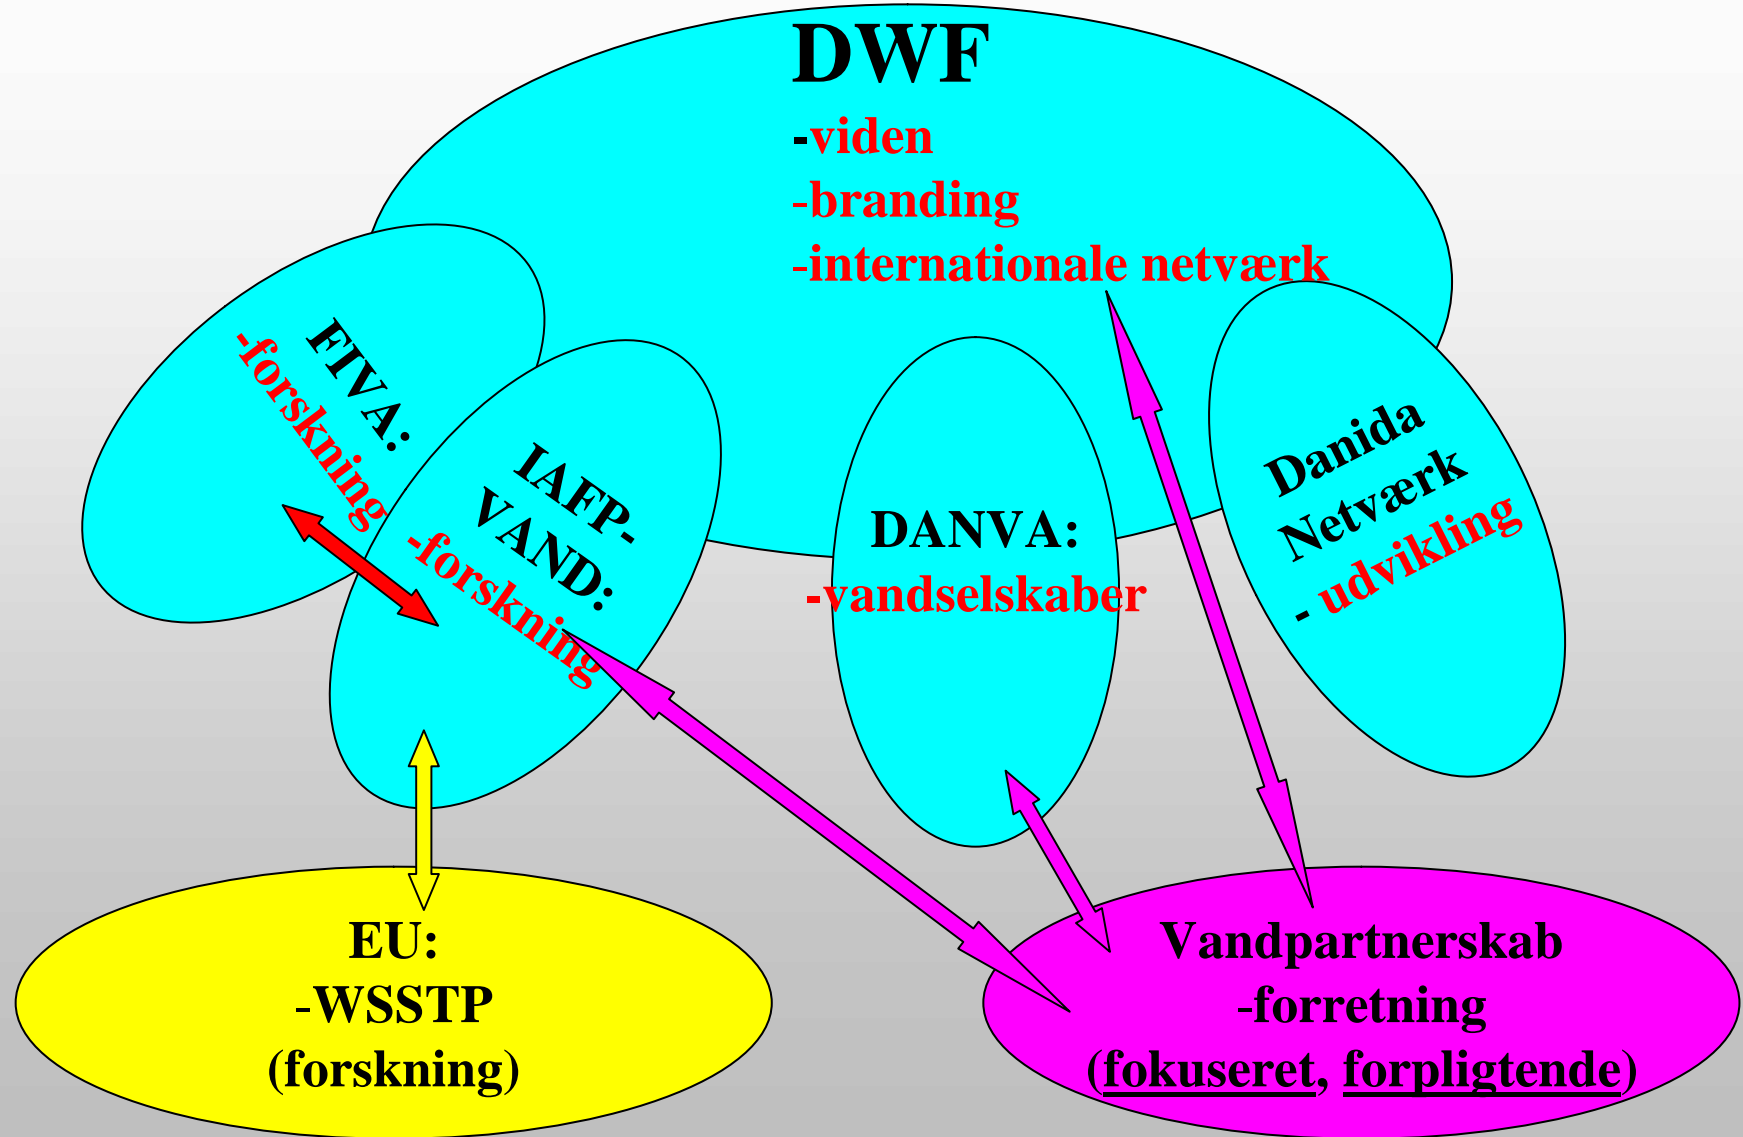 DWF
-viden
-branding
-internationale netværk
FIVA:
-forskning
IAFP-
VAND:
-forskning
DANVA:
-vandselskaber
Danida
Netværk
- udvikling
EU:
-WSSTP
(forskning)
Vandpartnerskab
-forretning
(fokuseret, forpligtende)